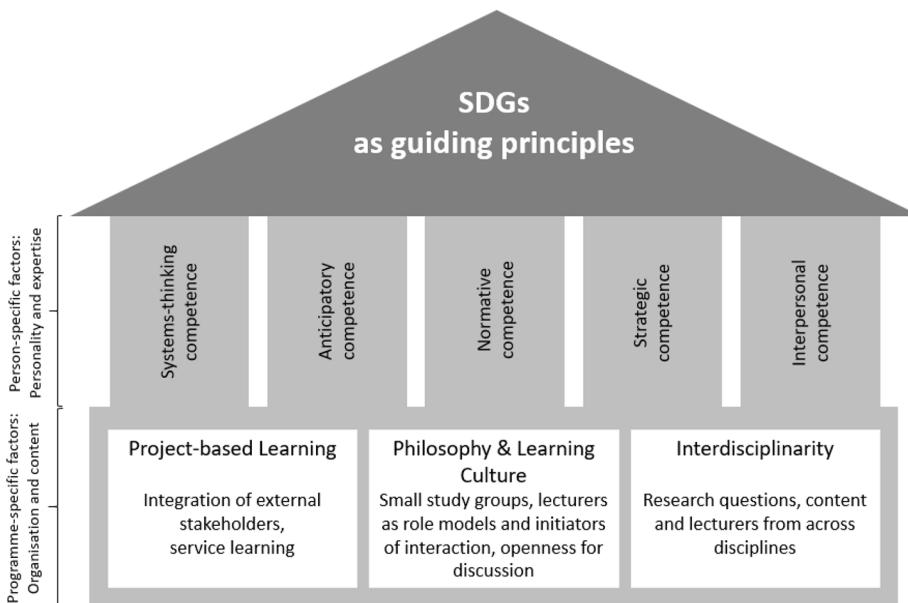 SDGs
as guiding principles
Person-specific factors:
Personality and expertise
Systems-thinking
competence
Anticipatory
competence
Normative
competence
Strategic
competence
Interpersonal
competence
Programme-specific factors:
Organisation and content
Project-based Learning
Integration of external
stakeholders,
service learning
Philosophy & Learning
Culture
Small study groups, lecturers
as role models and initiators
of interaction, openness for
discussion
Interdisciplinarity
Research questions, content
and lecturers from across
disciplines